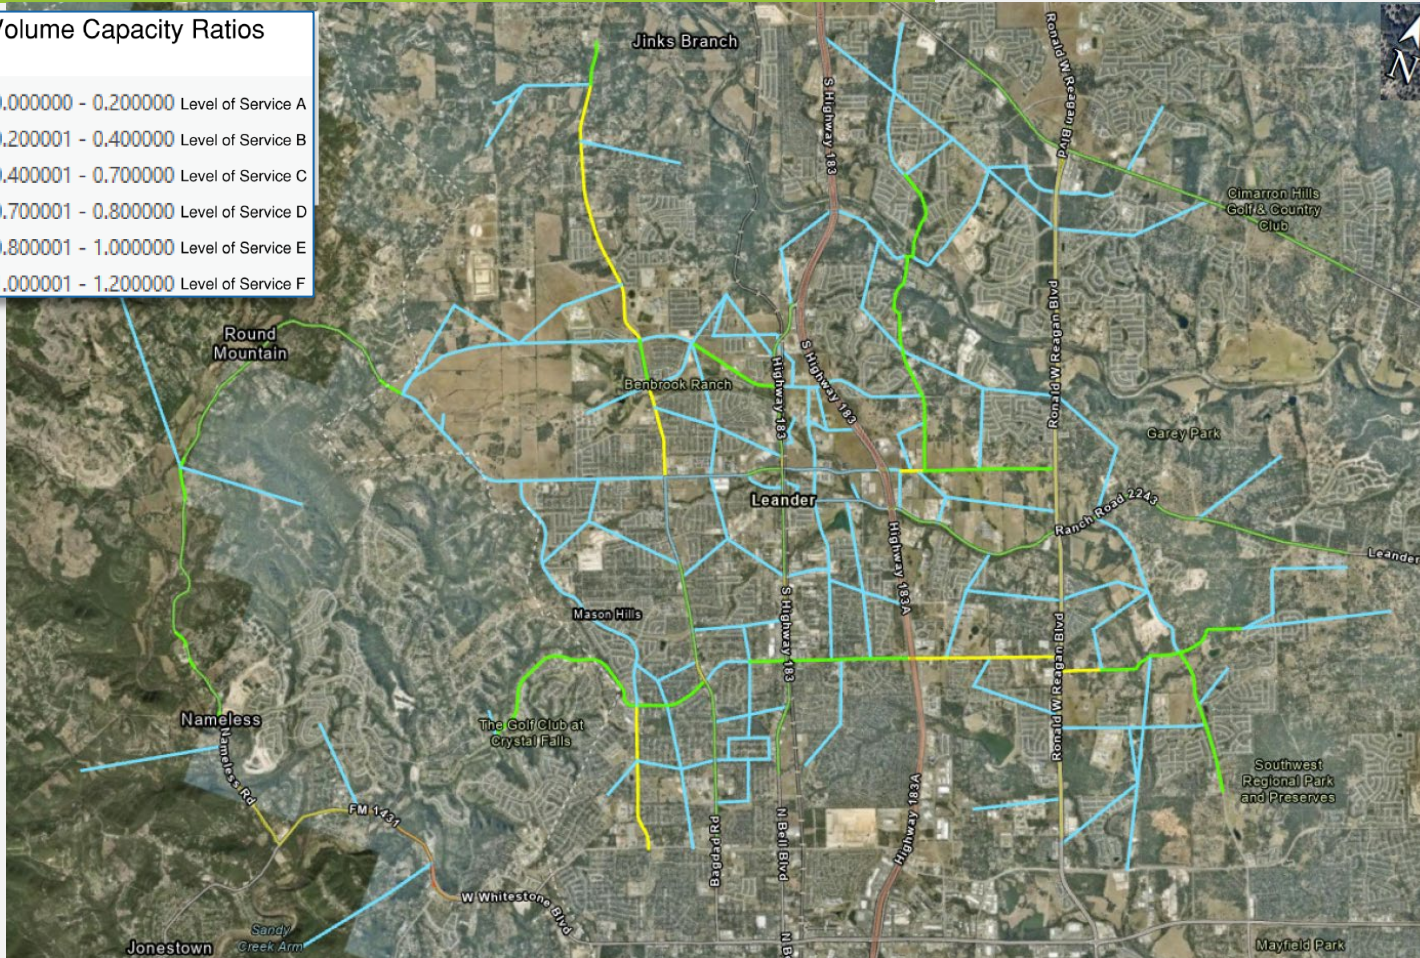 Volume Capacity Ratios
0.000000 - 0.200000 Level of Service A
0.200001 - 0.400000 Level of Service B
0.400001 - 0.700000 Level of Service C
0.700001 - 0.800000 Level of Service D
0.800001 - 1.000000 Level of Service E
.000001 - 1.200000 Level of Service F
Jinks Branch
S Highway 183
Ronald W Reagan Blvd
N
Cimarron Hills
Golf & Country
Club
Round
Mountain
Benbrook Ranch
Highway 183
S Highway 183
Ronald W Reagan Blvd
Garey Park
Leander
Ranch Road 2243
Leander
Highway 183A
Mason Hills
S Highway 183
Ronald W Reagan Blvd
Nameless
Nameless Rd
The Golf Club at
Crystal Falls
Southwest
Regional Park
and Preserves
FM 1431
Bagdad Rd
N Bell Blvd
Highway 183A
W Whitestone Blvd
Sandy
Creek Arm
Jonestown
N B
Mayfield Park